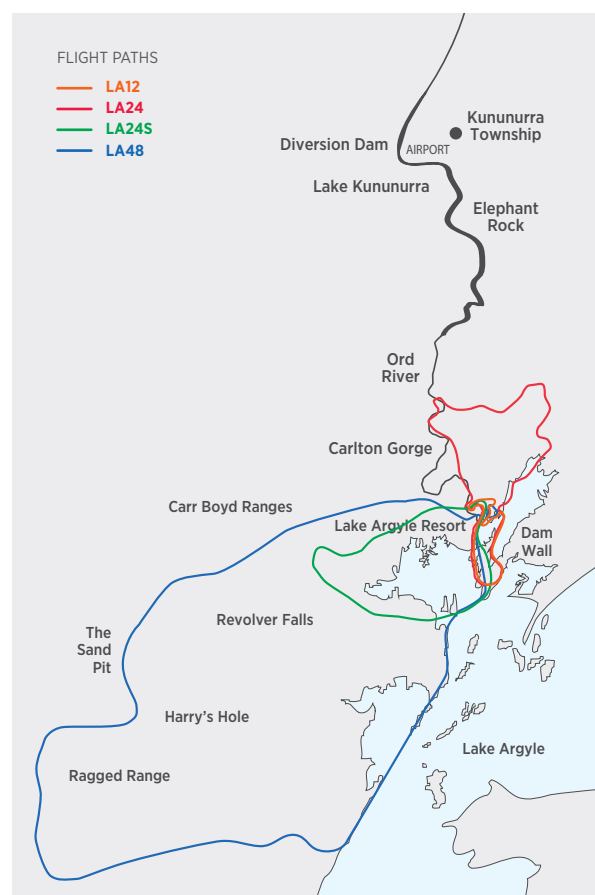 FLIGHT PATHS
LA12
LA24
LA24S
LA48
Kununurra
Township
Diversion Dam
AIRPORT
Lake Kununurra
Elephant
Rock
Ord
River
Carlton Gorge
Carr Boyd Ranges
Lake Argyle Resort
Dam
Wall
Revolver Falls
The
Sand
Pit
Harry's Hole
Lake Argyle
Ragged Range